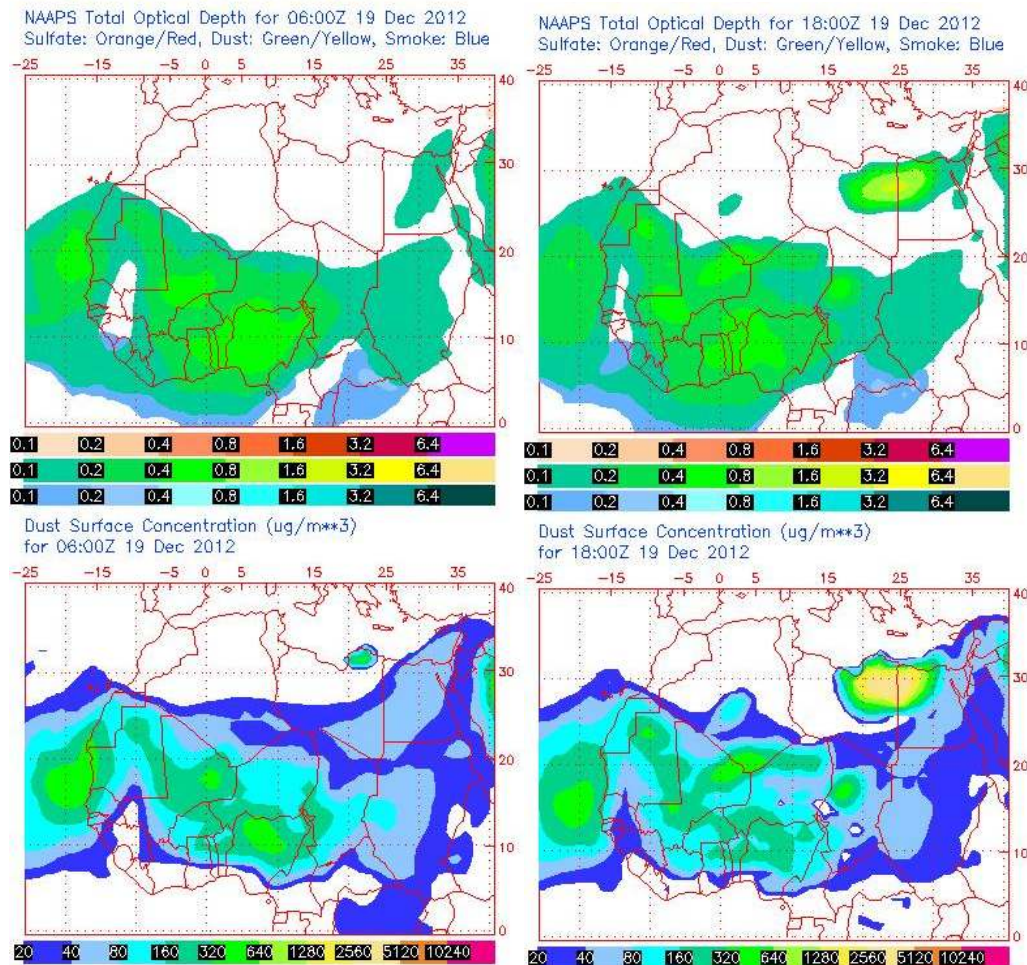 NAAPS Total Optical Depth for 06:00Z 19 Dec 2012
Sulfate: Orange/Red, Dust: Green/Yellow, Smoke: Blue
-25 -15 -5 0 5 15 25 35
40
30
20
10
0
0.1 0.2 0.4 0.8 1.6 3.2 6.4
0.1 0.2 0.4 0.8 1.6 3.2 6.4
0.1 0.2 0.4 0.8 1.6 3.2 6.4
NAAPS Total Optical Depth for 18:00Z 19 Dec 2012
Sulfate: Orange/Red, Dust: Green/Yellow, Smoke: Blue
-25 -15 -5 0 5 15 25 35
40
30
20
10
0
0.1 0.2 0.4 0.8 1.6 3.2 6.4
0.1 0.2 0.4 0.8 1.6 3.2 6.4
0.1 0.2 0.4 0.8 1.6 3.2 6.4
Dust Surface Concentration (ug/m**3)
for 06:00Z 19 Dec 2012
-25 -15 -5 0 5 15 25 35
40
30
20
10
0
20 40 80 160 320 640 1280 2560 5120 10240
Dust Surface Concentration (ug/m**3)
for 18:00Z 19 Dec 2012
-25 -15 -5 0 5 15 25 35
40
30
20
10
0
20 40 80 160 320 640 1280 2560 5120 10240